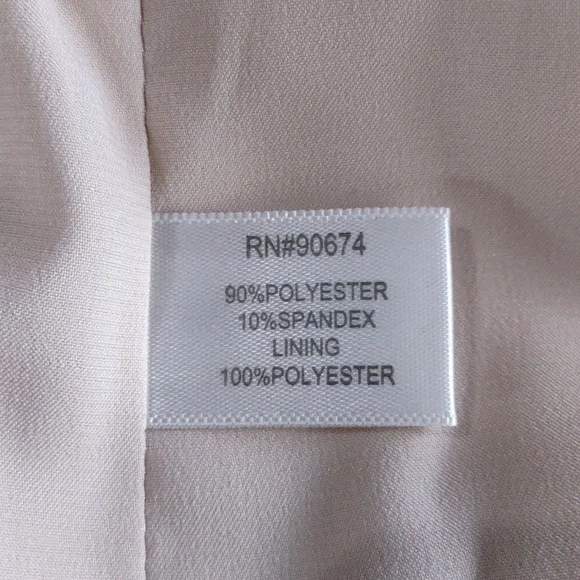 RN#90674
90%POLYESTER
10%SPANDEX
LINING
100%POLYESTER